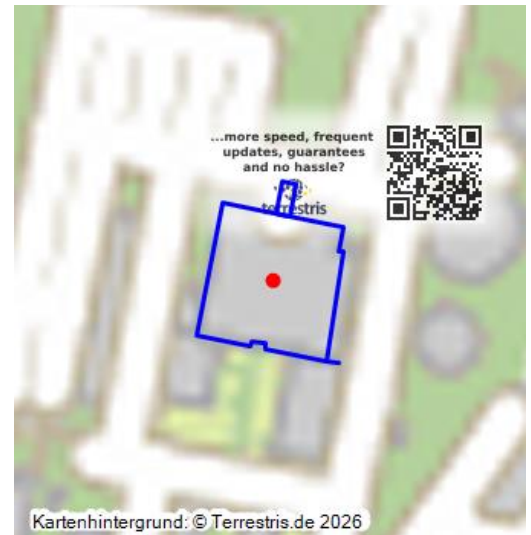 ...more speed, frequent
updates, guarantees
and no hassle?
terrestris
Kartenhintergrund: © Terrestris.de 2026